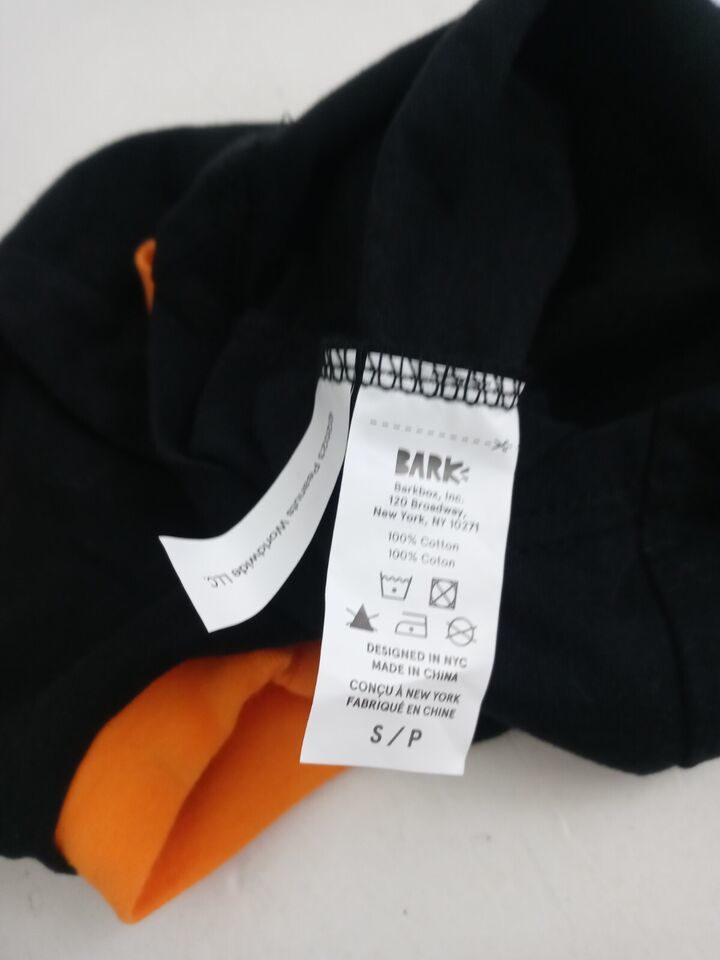 ©2023 Peanuts Worldwide LLC.
BARK
Barkbox, Inc.
120 Broadway,
New York, NY 10271
100% Cotton
100% Coton
DESIGNED IN NYC
MADE IN CHINA
CONÇU À NEW YORK
FABRIQUÉ EN CHINE
S / P